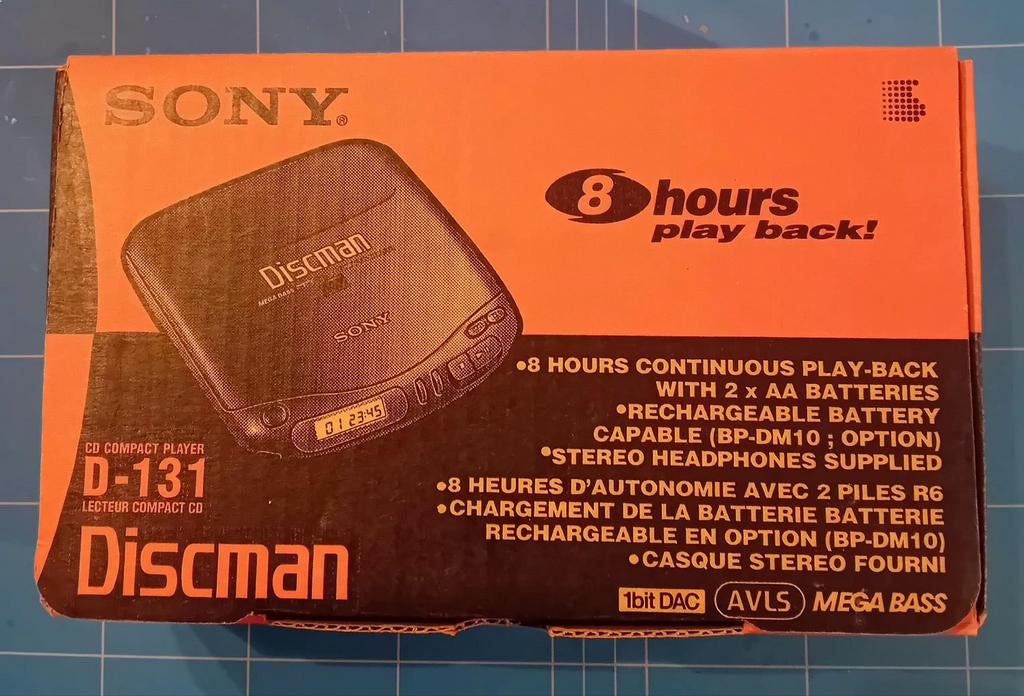 SONY®
8 hours
play back!
Discman
MEGA BASS
SONY
01 23:45
•8 HOURS CONTINUOUS PLAY-BACK
WITH 2 x AA BATTERIES
•RECHARGEABLE BATTERY
CAPABLE (BP-DM10 ; OPTION)
•STEREO HEADPHONES SUPPLIED
•8 HEURES D'AUTONOMIE AVEC 2 PILES R6
•CHARGEMENT DE LA BATTERIE BATTERIE
RECHARGEABLE EN OPTION (BP-DM10)
•CASQUE STEREO FOURNI
CD COMPACT PLAYER
D-131
LECTEUR COMPACT CD
Discman
1bit DAC AVLS MEGA BASS